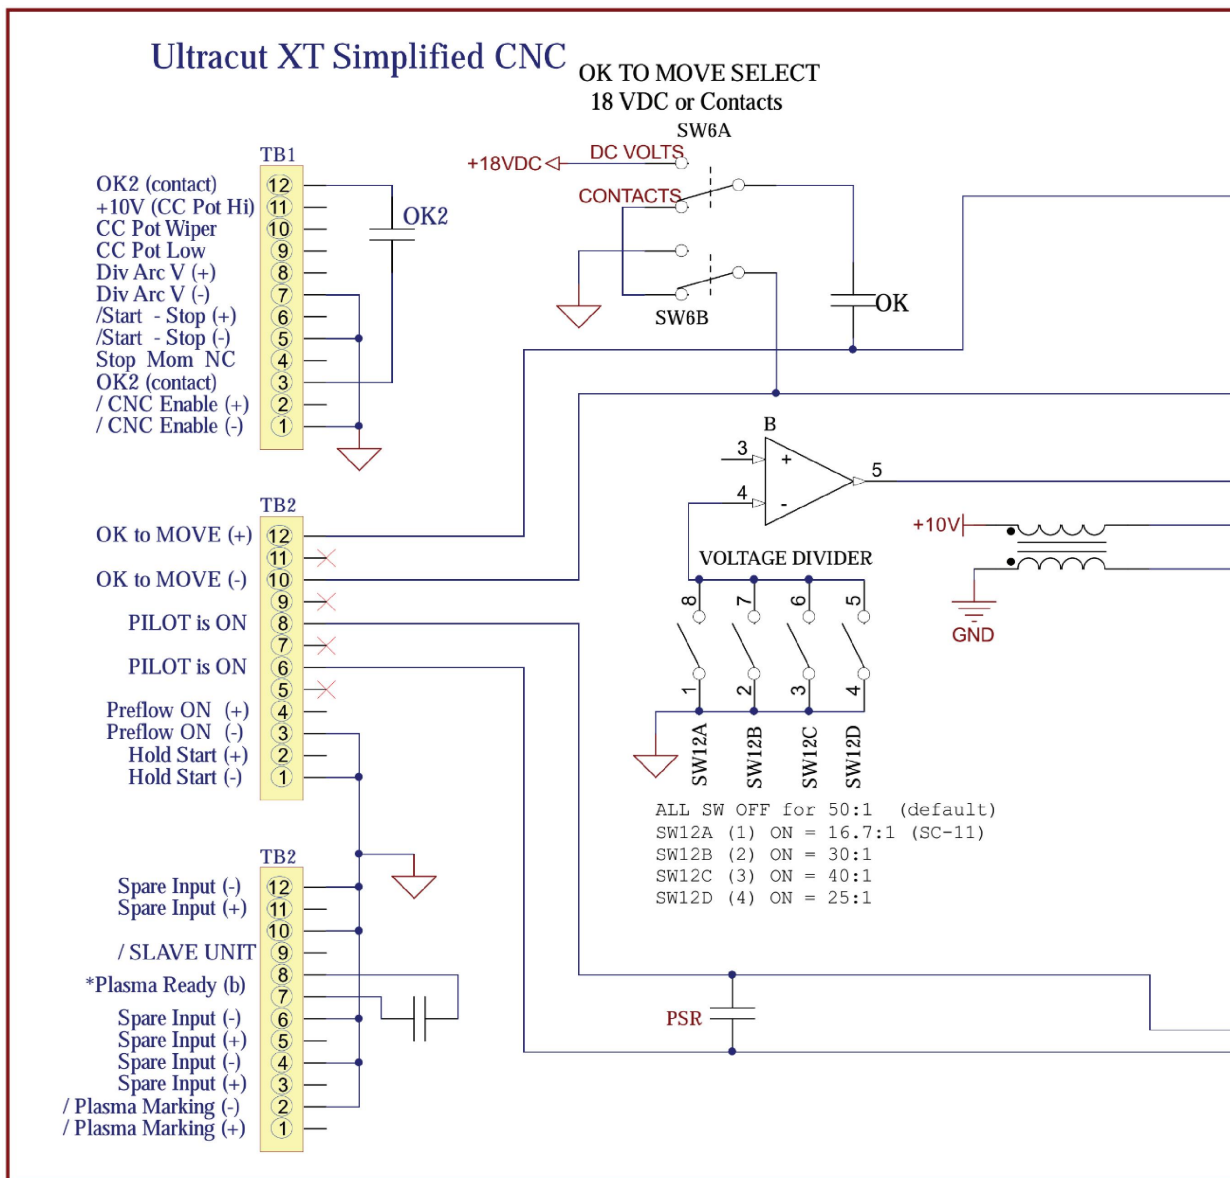 Ultracut XT Simplified CNC
OK TO MOVE SELECT
18 VDC or Contacts
SW6A
+18VDC
DC VOLTS
CONTACTS
SW6B
OK
TB1
OK2 (contact) 12
+10V (CC Pot Hi) 11
CC Pot Wiper 10
CC Pot Low 9
Div Arc V (+) 8
Div Arc V (-) 7
/Start - Stop (+) 6
/Start - Stop (-) 5
Stop Mom NC 4
OK2 (contact) 3
/ CNC Enable (+) 2
/ CNC Enable (-) 1
OK2
TB2
OK to MOVE (+) 12
11
OK to MOVE (-) 10
9
PILOT is ON 8
7
PILOT is ON 6
5
Preflow ON (+) 4
Preflow ON (-) 3
Hold Start (+) 2
Hold Start (-) 1
B
3
+
4
-
5
+10V
GND
VOLTAGE DIVIDER
8 7 6 5
1 2 3 4
SW12A SW12B SW12C SW12D
ALL SW OFF for 50:1 (default)
SW12A (1) ON = 16.7:1 (SC-11)
SW12B (2) ON = 30:1
SW12C (3) ON = 40:1
SW12D (4) ON = 25:1
TB2
Spare Input (-) 12
Spare Input (+) 11
10
/ SLAVE UNIT 9
8
*Plasma Ready (b)
7
Spare Input (-) 6
Spare Input (+) 5
Spare Input (-) 4
Spare Input (+) 3
/ Plasma Marking (-) 2
/ Plasma Marking (+) 1
PSR